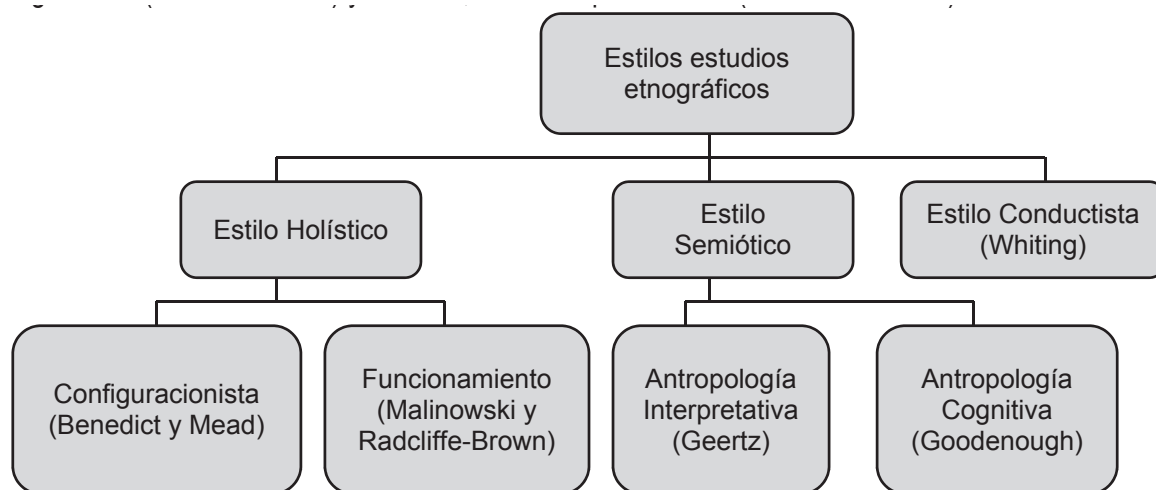 Estilos estudios
etnográficos
Estilo Holístico
Estilo
Semiótico
Estilo Conductista
(Whiting)
Configuracionista
(Benedict y Mead)
Funcionamiento
(Malinowski y
Radcliffe-Brown)
Antropología
Interpretativa
(Geertz)
Antropología
Cognitiva
(Goodenough)